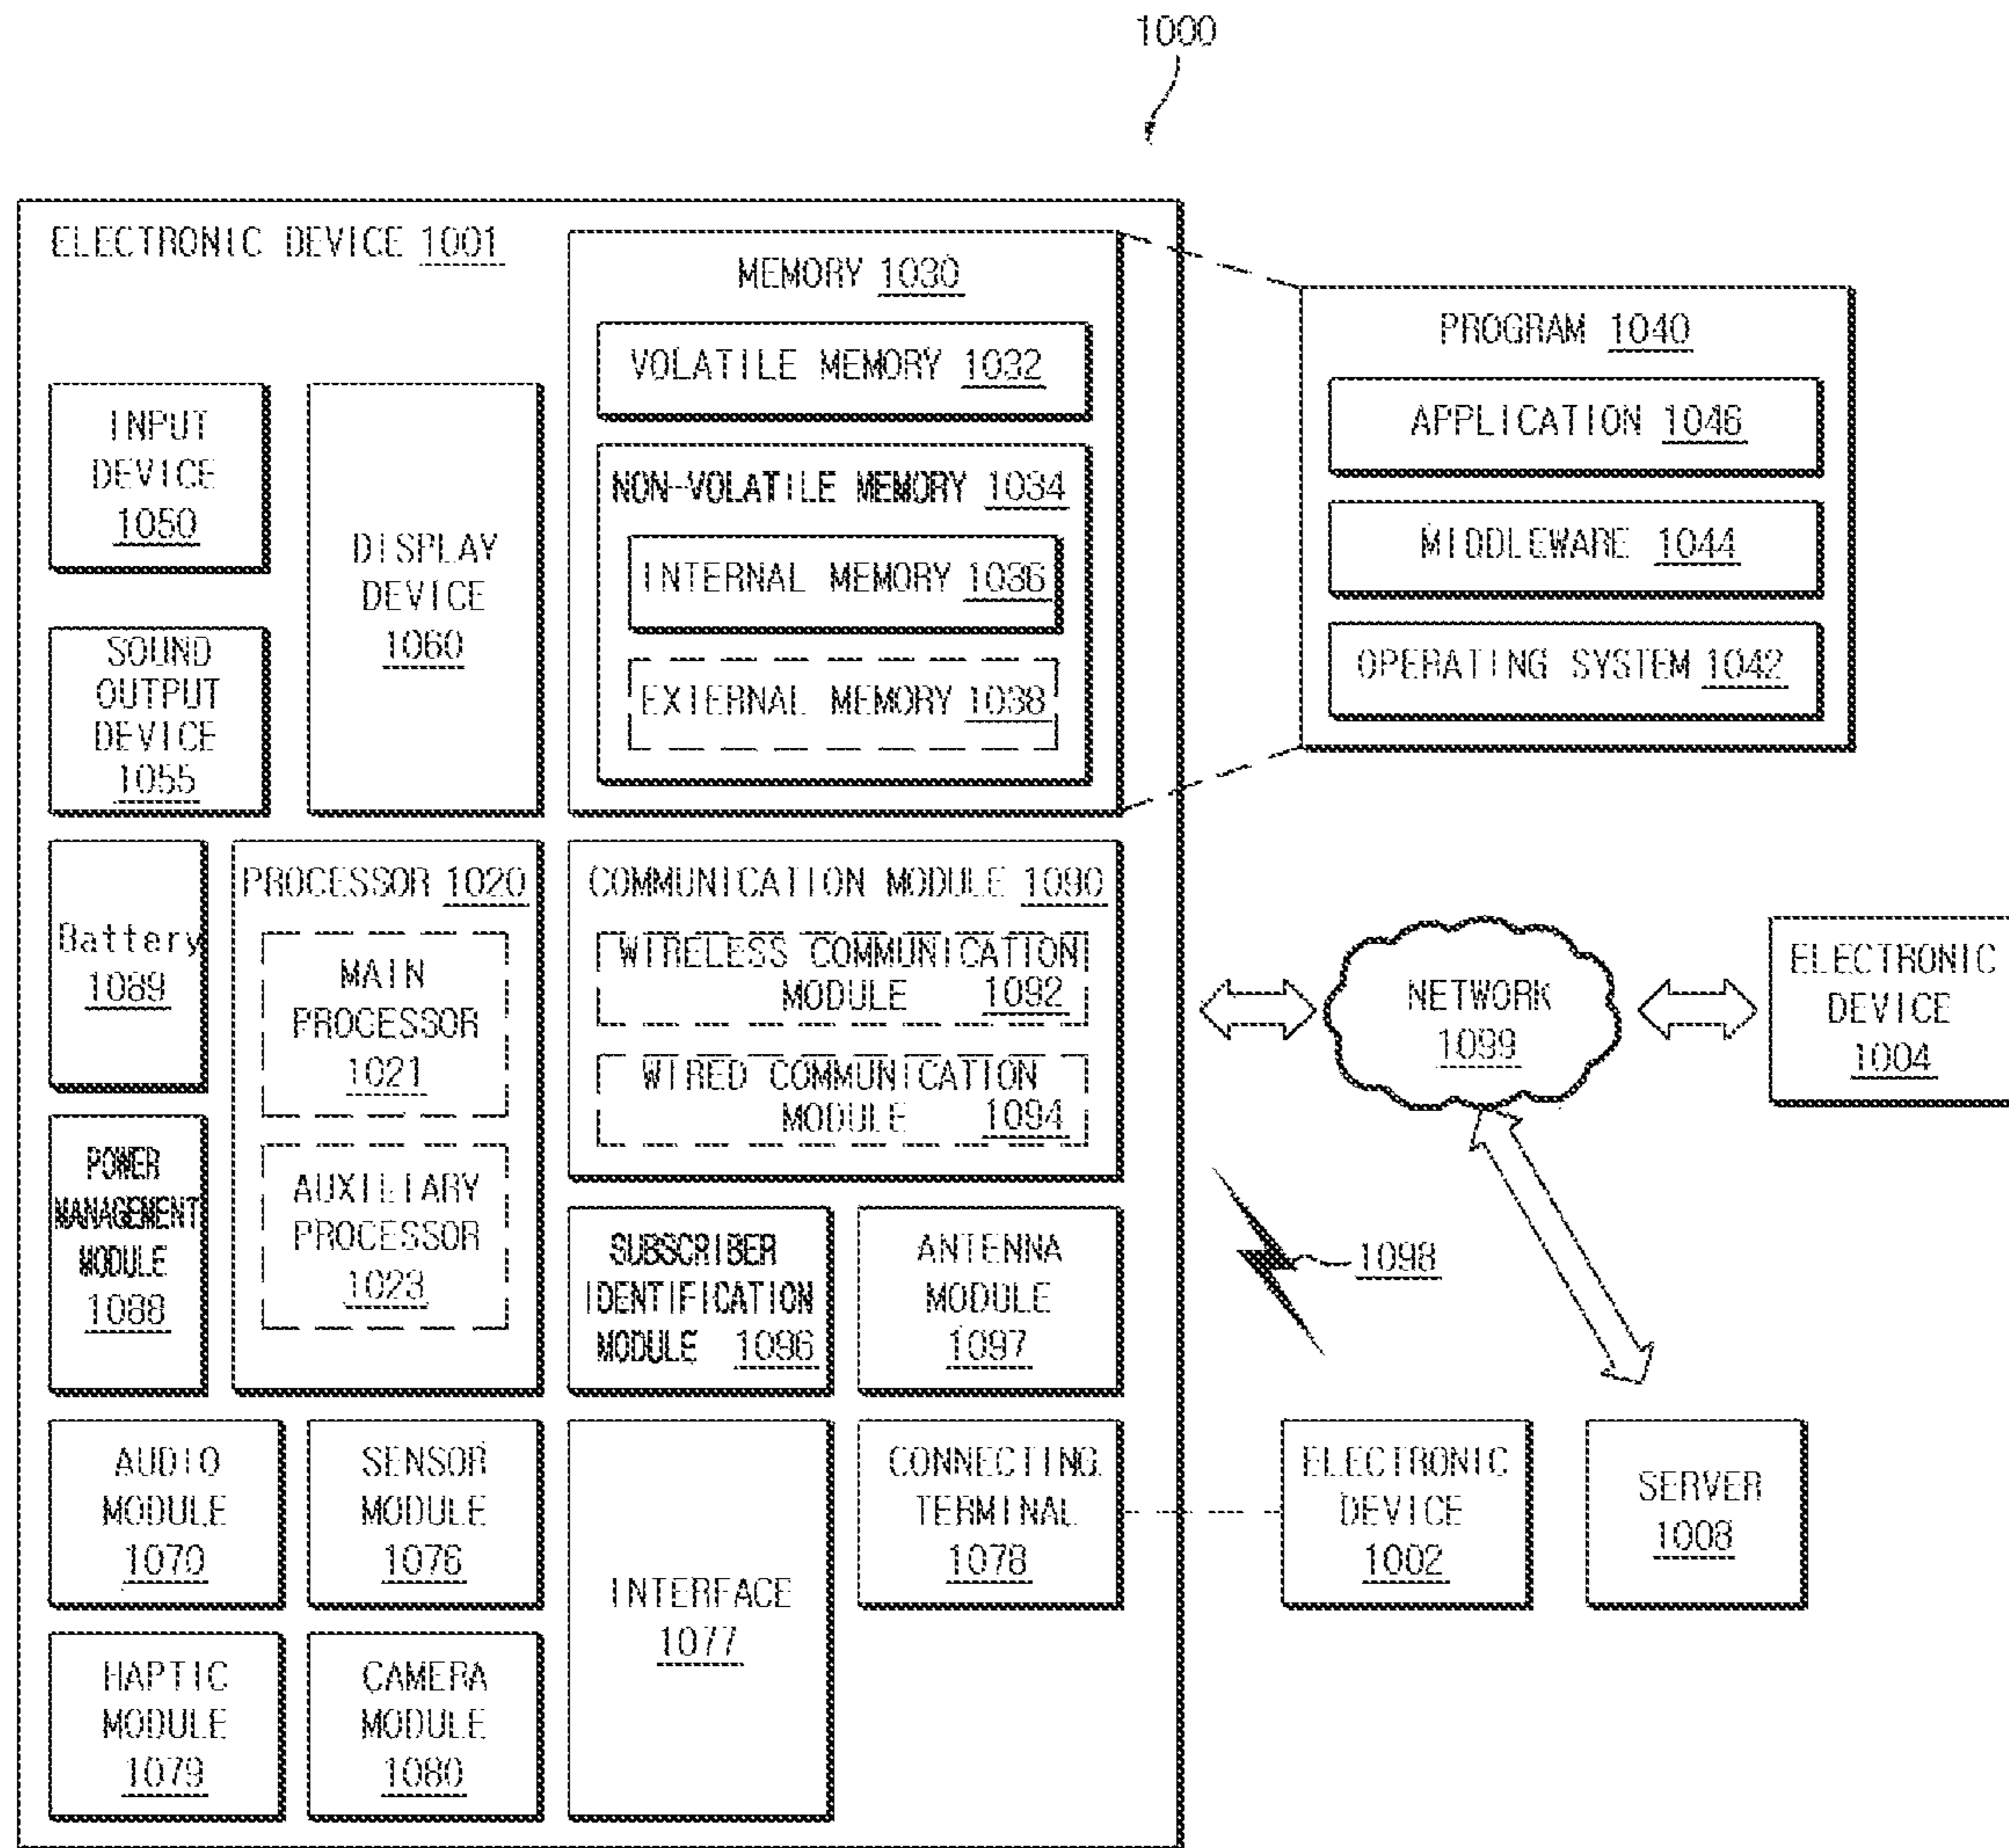 1000
ELECTRONIC DEVICE 1001
MEMORY 1030
VOLATILE MEMORY 1032
NON-VOLATILE MEMORY 1034
INTERNAL MEMORY 1036
EXTERNAL MEMORY 1038
PROGRAM 1040
APPLICATION 1046
MIDDLEWARE 1044
OPERATING SYSTEM 1042
INPUT
DEVICE
1050
DISPLAY
DEVICE
1060
SOUND
OUTPUT
DEVICE
1055
Battery
1089
PROCESSOR 1020
MAIN
PROCESSOR
1021
AUXILIARY
PROCESSOR
1023
POWER
MANAGEMENT
MODULE
1088
COMMUNICATION MODULE 1090
WIRELESS COMMUNICATION
MODULE 1092
WIRED COMMUNICATION
MODULE 1094
NETWORK
1099
ELECTRONIC
DEVICE
1004
SUBSCRIBER
IDENTIFICATION
MODULE 1096
ANTENNA
MODULE
1097
1098
AUDIO
MODULE
1070
SENSOR
MODULE
1076
INTERFACE
1077
CONNECTING
TERMINAL
1078
ELECTRONIC
DEVICE
1002
SERVER
1008
HAPTIC
MODULE
1079
CAMERA
MODULE
1080